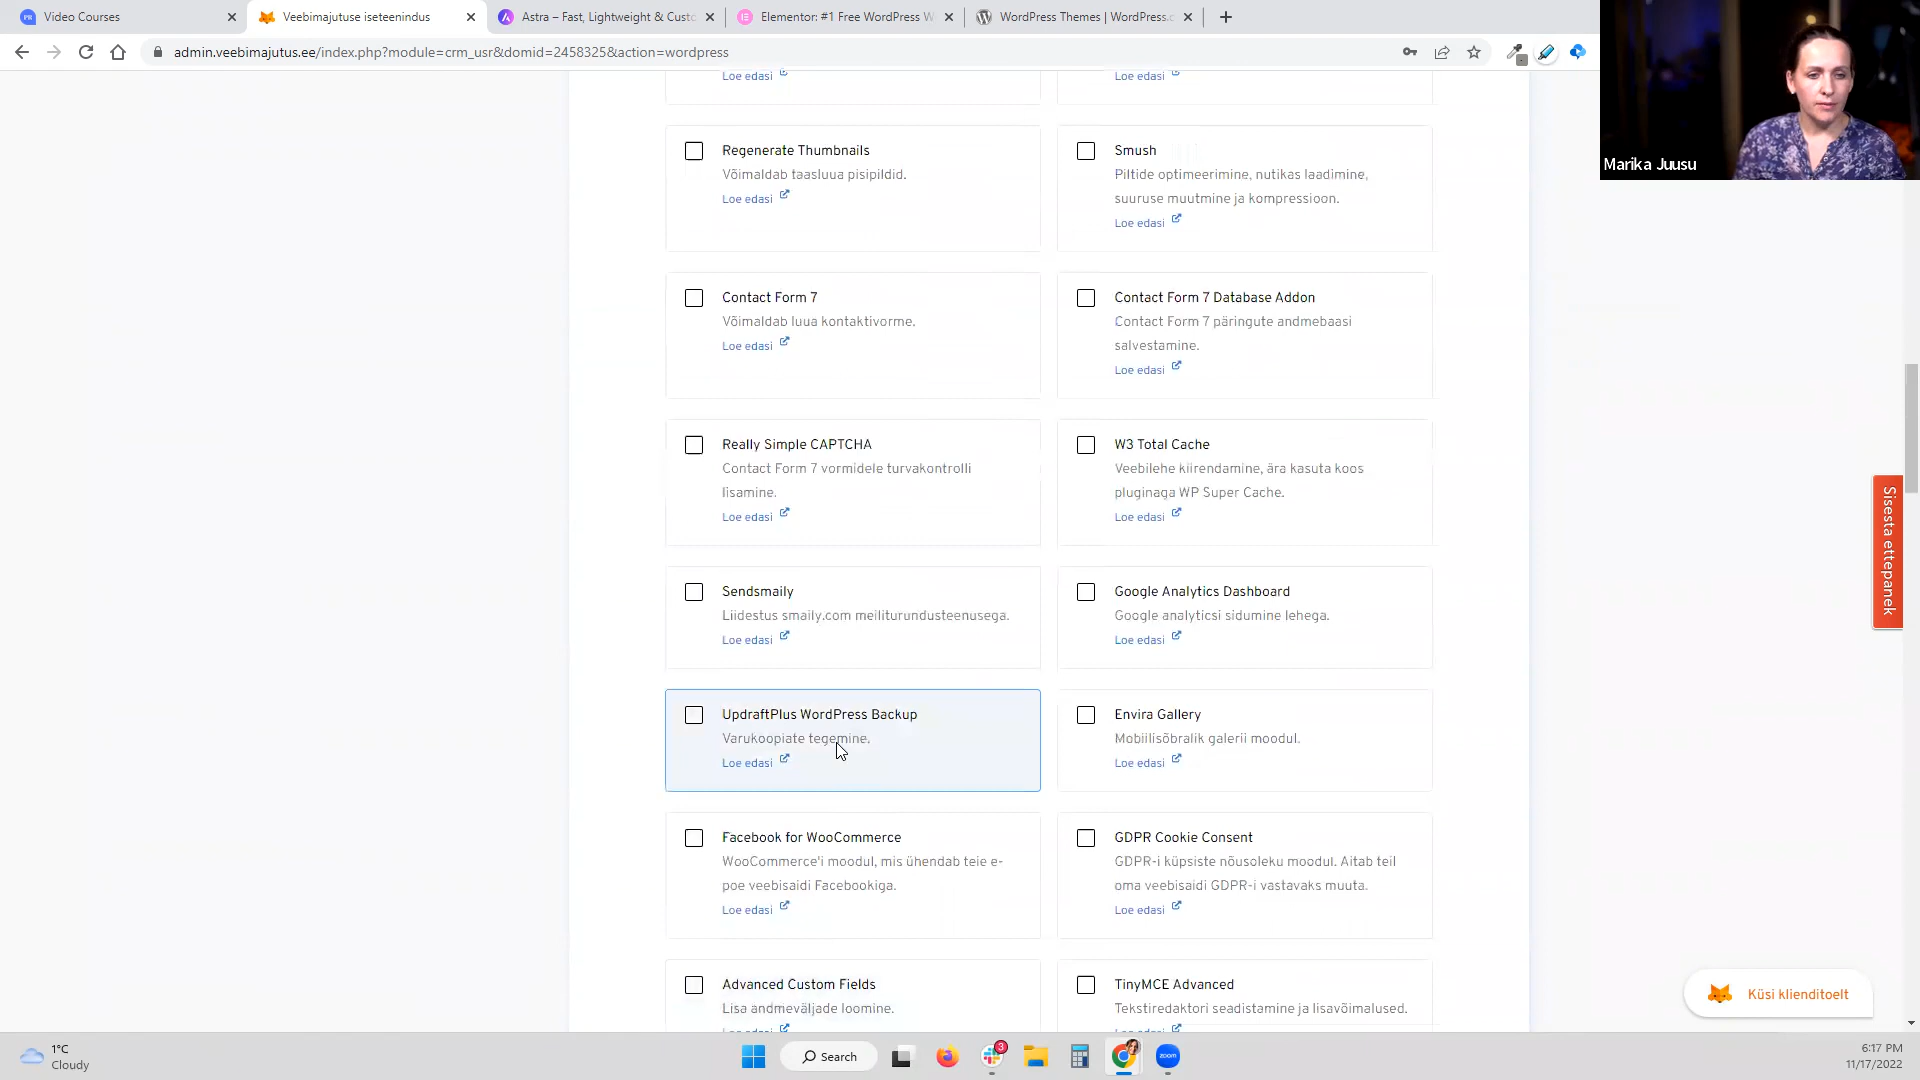 Video Courses
Veebimajutuse iseteenindus
Astra – Fast, Lightweight & Custo
Elementor: #1 Free WordPress W
WordPress Themes | WordPress.c
admin.veebimajutus.ee/index.php?module=crm_usr&domid=2458325&action=wordpress
Marika Juusu
Loe edasi
Loe edasi
Regenerate Thumbnails
Võimaldab taasluua pisipildid.
Loe edasi
Smush
Piltide optimeerimine, nutikas laadimine,
suuruse muutmine ja kompressioon.
Loe edasi
Contact Form 7
Võimaldab luua kontaktivorme.
Loe edasi
Contact Form 7 Database Addon
Contact Form 7 päringute andmebaasi
salvestamine.
Loe edasi
Really Simple CAPTCHA
Contact Form 7 vormidele turvakontrolli
lisamine.
Loe edasi
W3 Total Cache
Veebilehe kiirendamine, ära kasuta koos
pluginaga WP Super Cache.
Loe edasi
Sendsmaily
Liidestus smaily.com meiliturundusteenusega.
Loe edasi
Google Analytics Dashboard
Google analyticsi sidumine lehega.
Loe edasi
UpdraftPlus WordPress Backup
Varukoopiate tegemine.
Loe edasi
Envira Gallery
Mobiilisõbralik galerii moodul.
Loe edasi
Facebook for WooCommerce
WooCommerce'i moodul, mis ühendab teie e-
poe veebisaidi Facebookiga.
Loe edasi
GDPR Cookie Consent
GDPR-i küpsiste nõusoleku moodul. Aitab teil
oma veebisaidi GDPR-i vastavaks muuta.
Loe edasi
Advanced Custom Fields
Lisa andmeväljade loomine.
Loe edasi
TinyMCE Advanced
Tekstiredaktori seadistamine ja lisavõimalused.
Loe edasi
Sisesta ettepanek
Küsi klienditoelt
1°C
Cloudy
Search
3
zoom
6:17 PM
11/17/2022